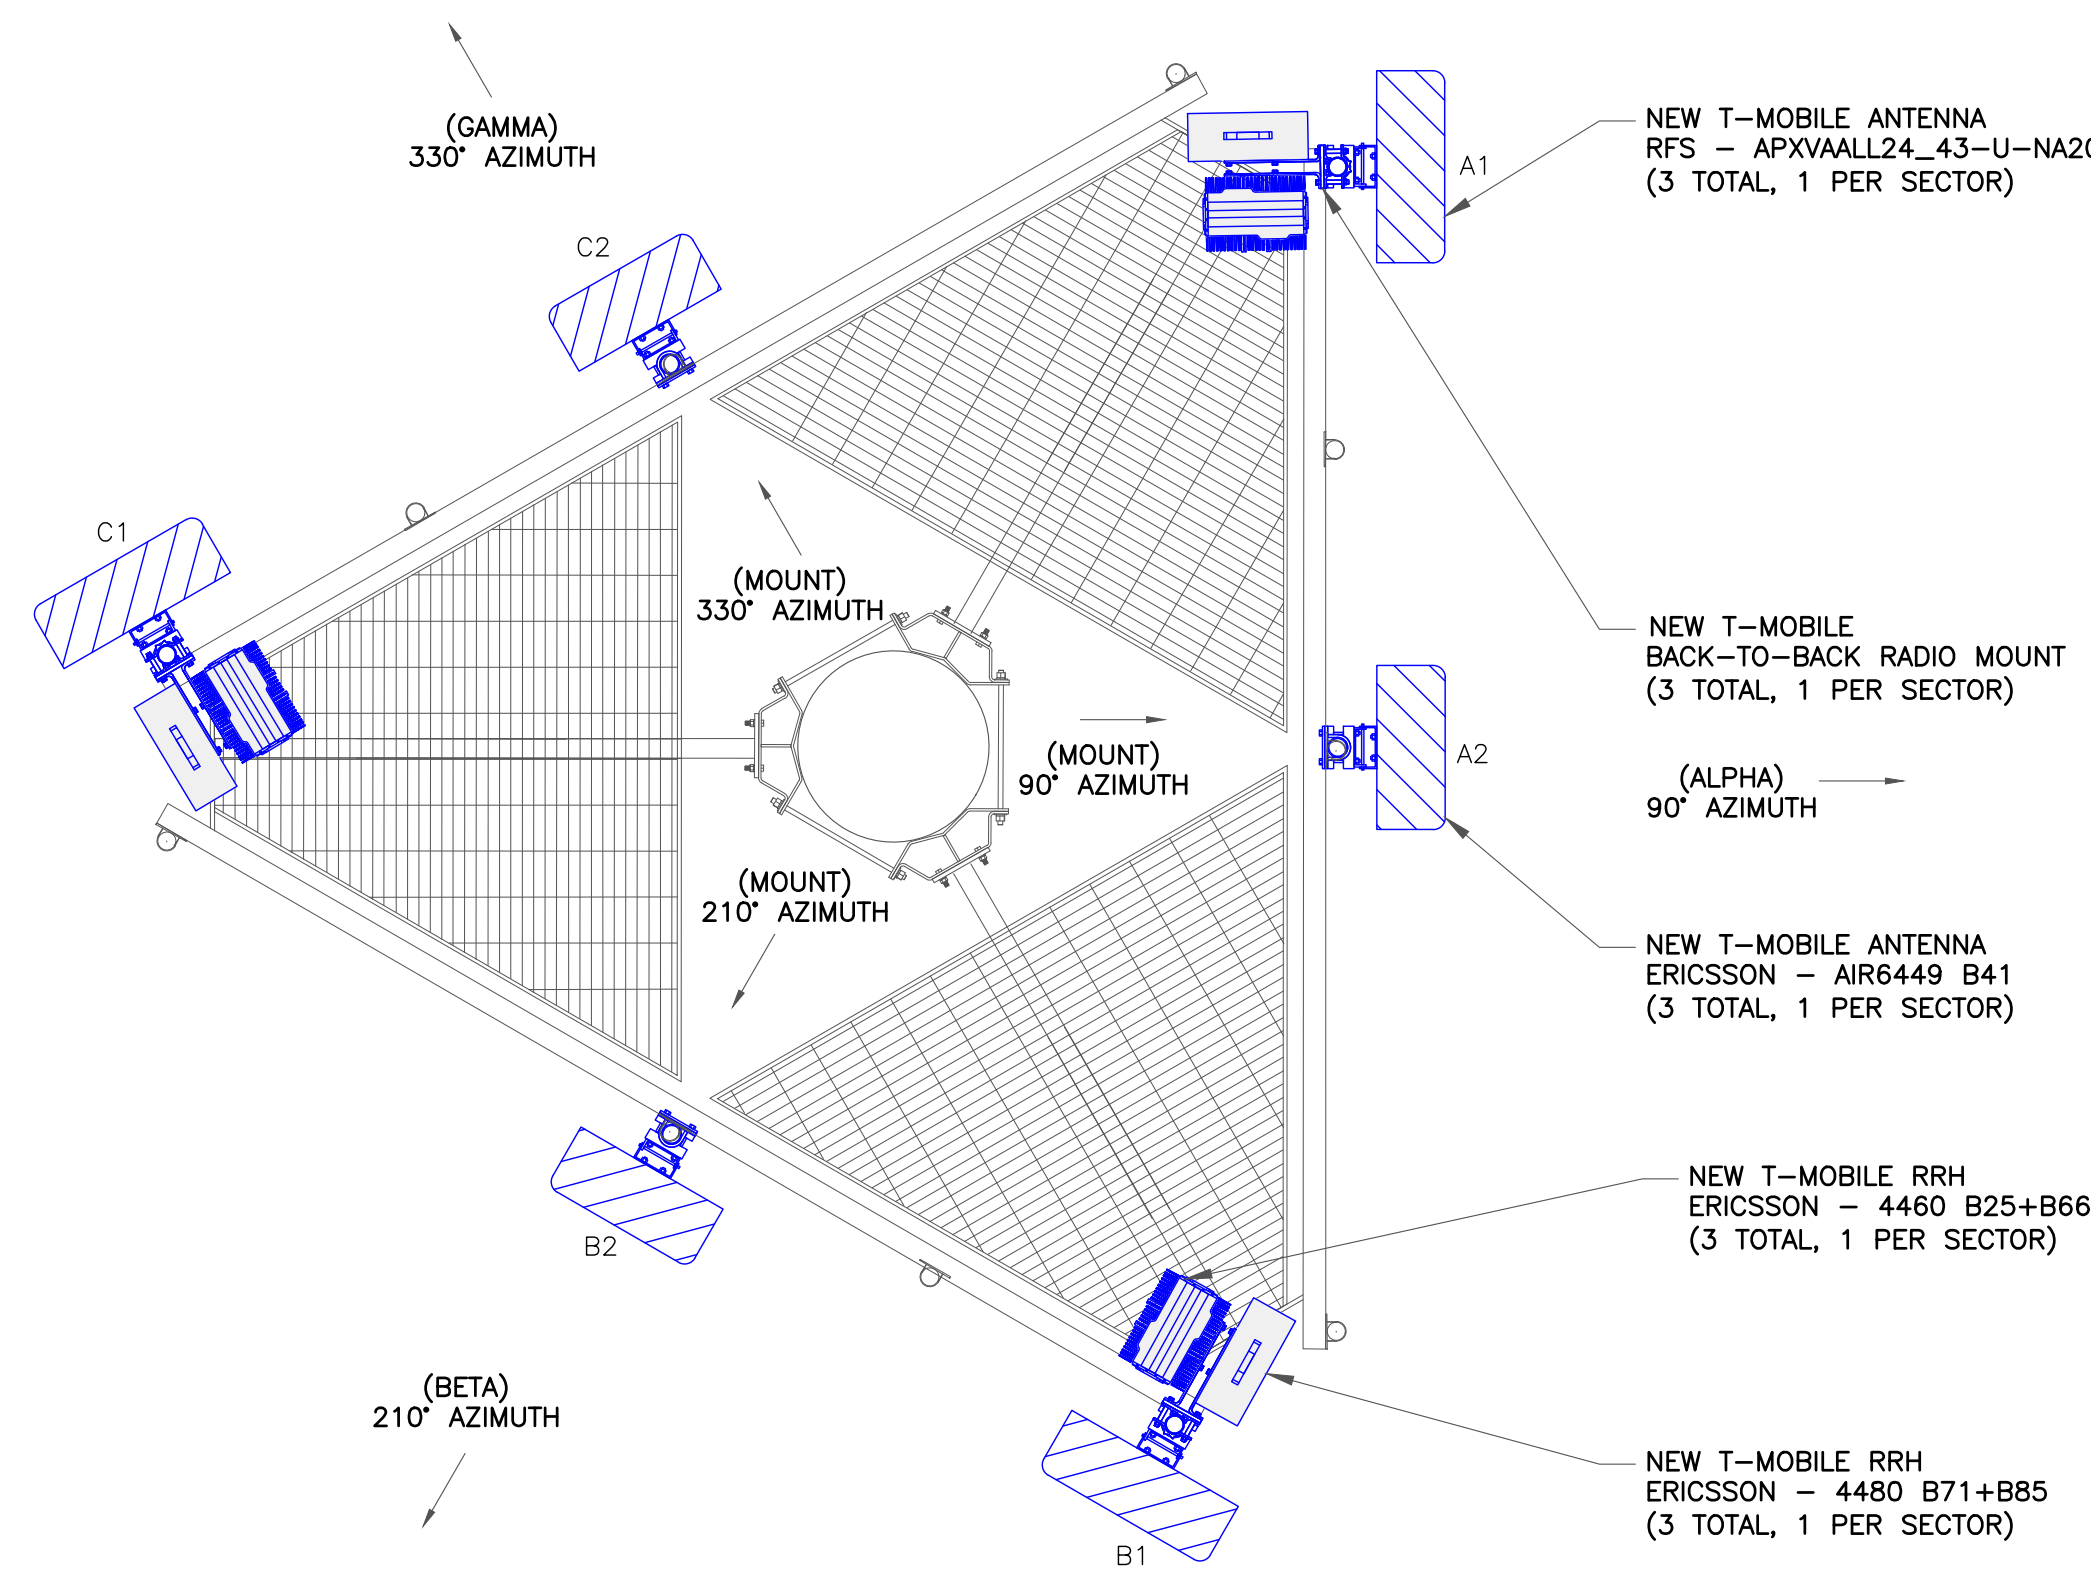 (GAMMA)
330° AZIMUTH
C2
A1
NEW T-MOBILE ANTENNA
RFS - APXVAALL24_43-U-NA20
(3 TOTAL, 1 PER SECTOR)
C1
(MOUNT)
330° AZIMUTH
NEW T-MOBILE
BACK-TO-BACK RADIO MOUNT
(3 TOTAL, 1 PER SECTOR)
(MOUNT)
90° AZIMUTH
A2
(ALPHA)
90° AZIMUTH
(MOUNT)
210° AZIMUTH
NEW T-MOBILE ANTENNA
ERICSSON - AIR6449 B41
(3 TOTAL, 1 PER SECTOR)
NEW T-MOBILE RRH
ERICSSON - 4460 B25+B66
(3 TOTAL, 1 PER SECTOR)
B2
(BETA)
210° AZIMUTH
NEW T-MOBILE RRH
ERICSSON - 4480 B71+B85
(3 TOTAL, 1 PER SECTOR)
B1